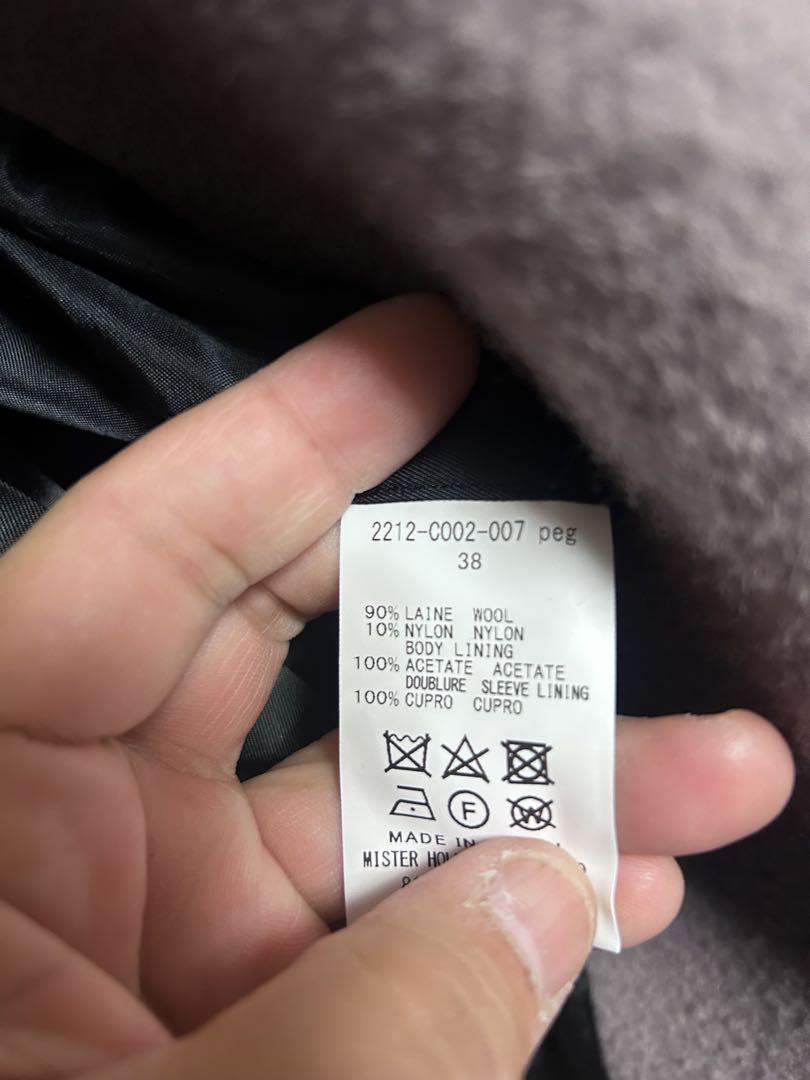 2212-C002-007 peg
38
90% LAINE WOOL
10% NYLON NYLON
BODY LINING
100% ACETATE ACETATE
DOUBLURE SLEEVE LINING
100% CUPRO CUPRO
F
W
MADE IN
MISTER